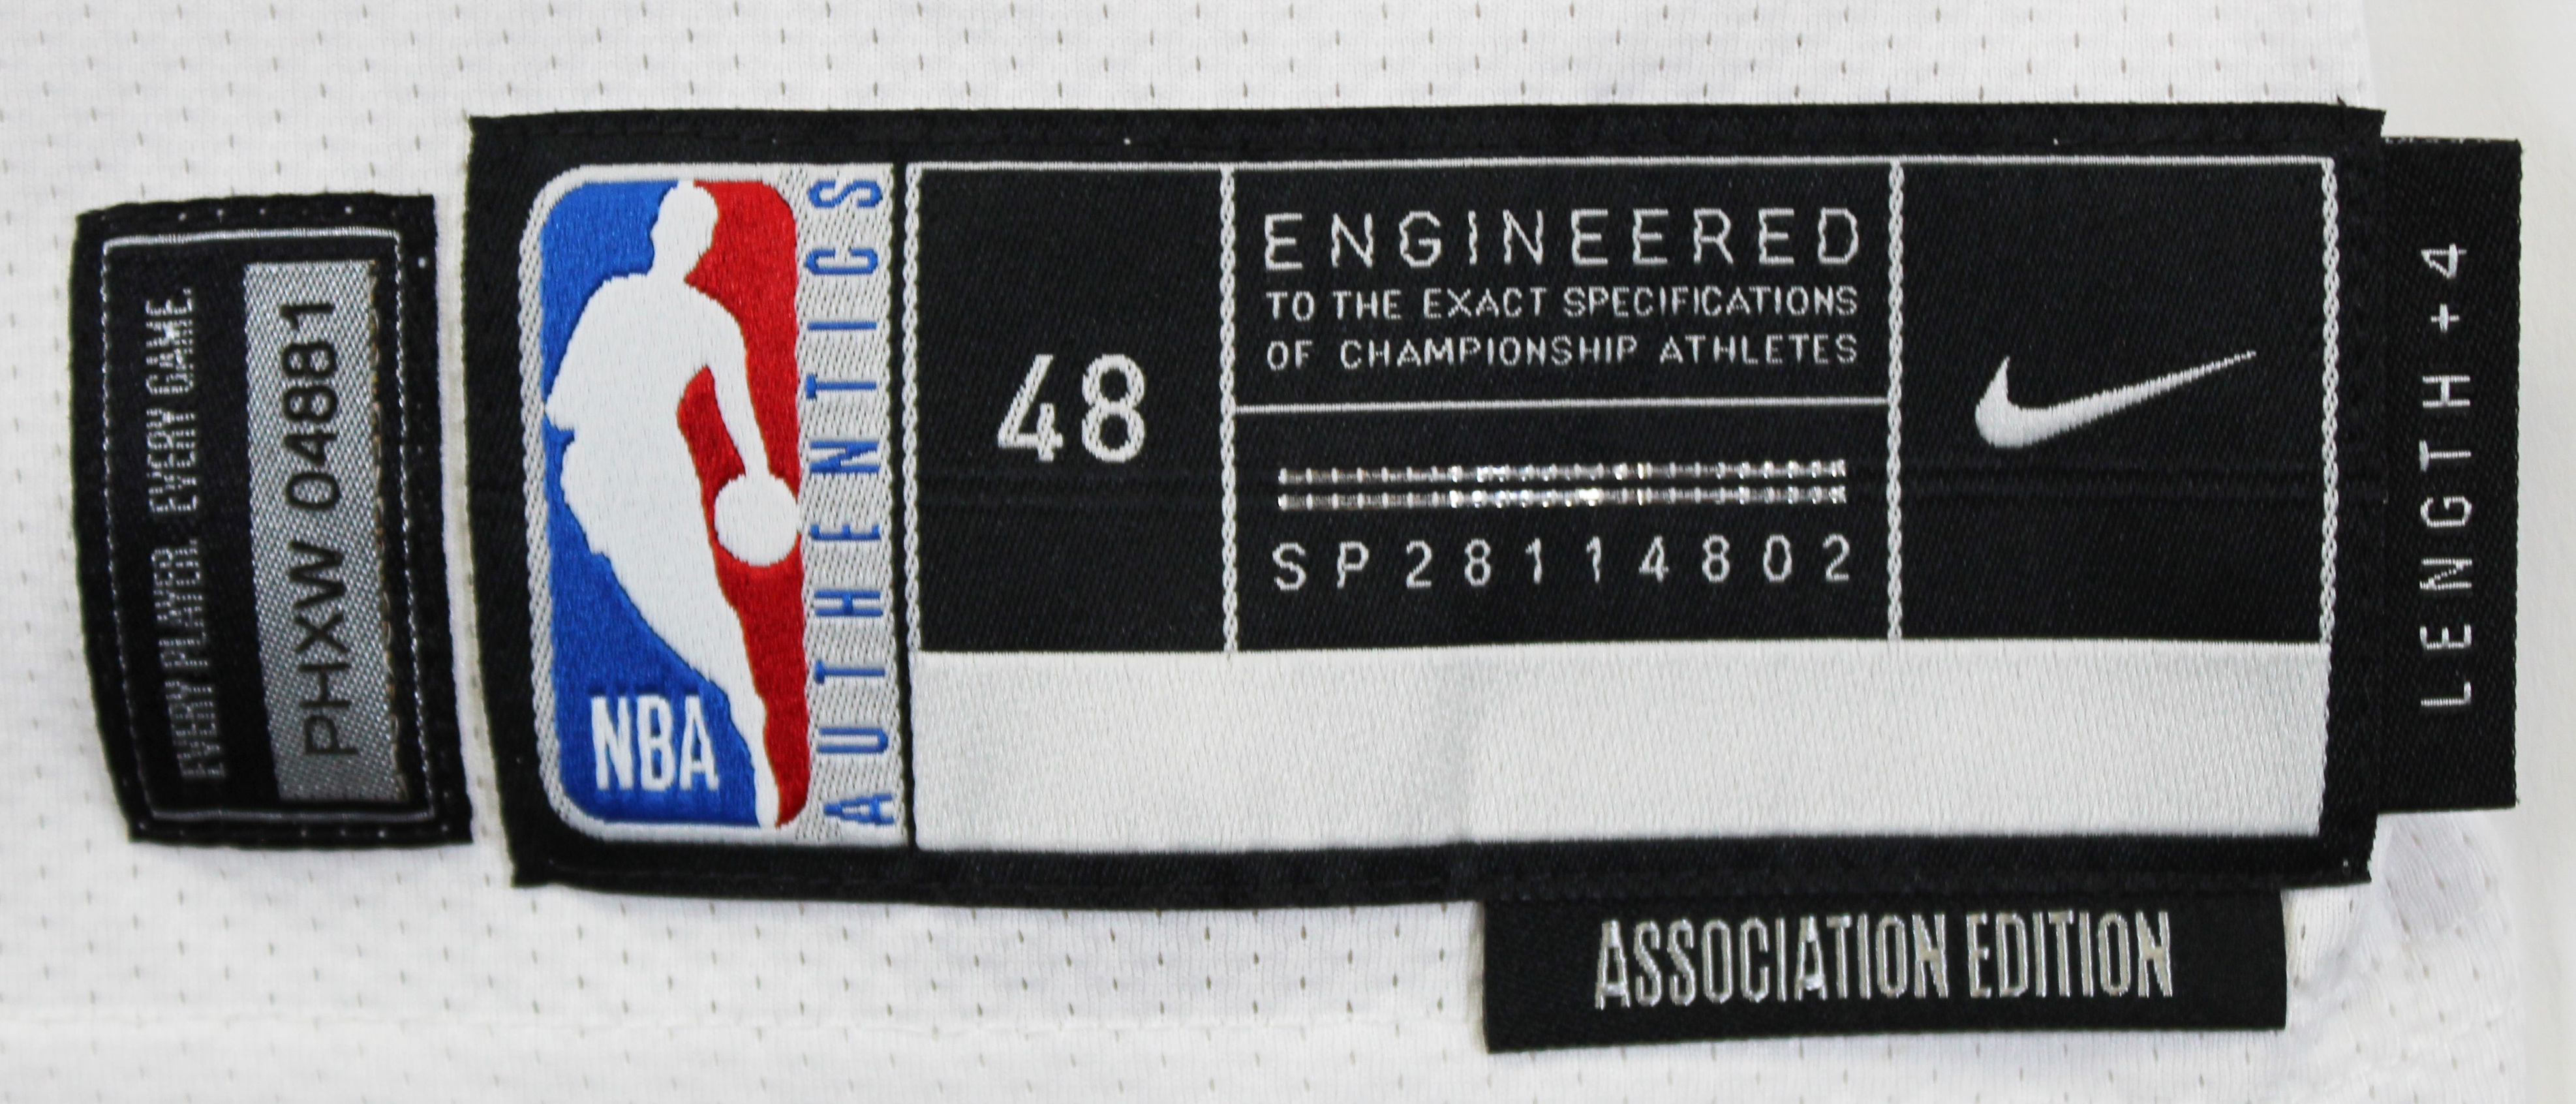 EVERY PLAYER. EVERY GAME.
PHXW 04881
NBA
AUTHENTICS
48
ENGINEERED
TO THE EXACT SPECIFICATIONS
OF CHAMPIONSHIP ATHLETES
SP28114802
LENGTH+4
ASSOCIATION EDITION